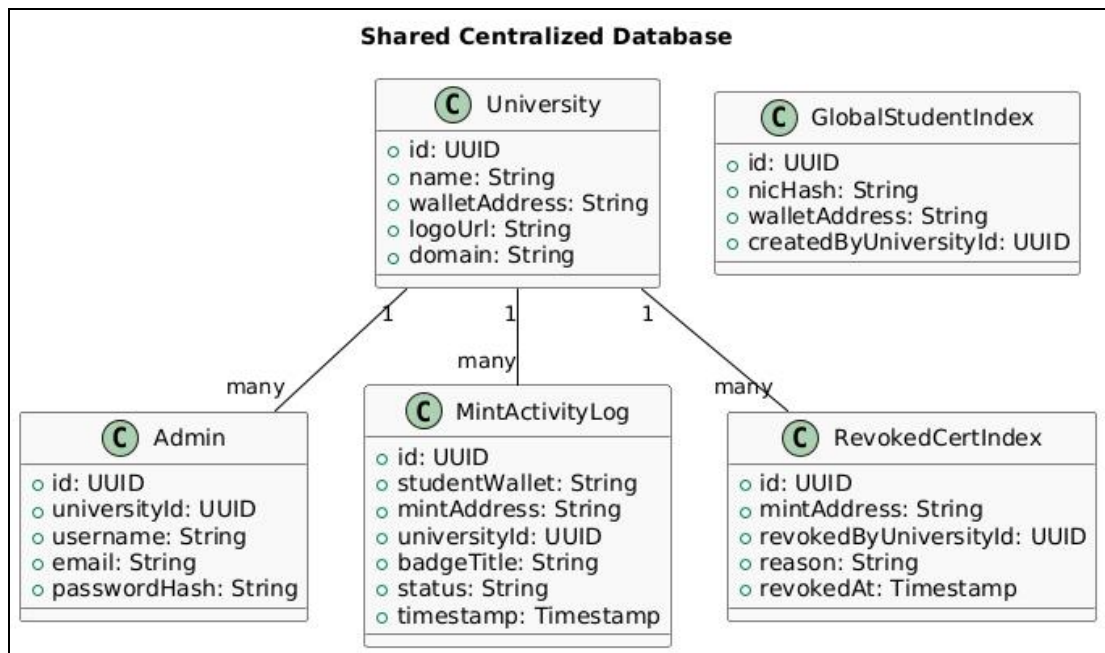 Shared Centralized Database
C University
id: UUID
name: String
walletAddress: String
logoUrl: String
domain: String
C GlobalStudentIndex
id: UUID
nicHash: String
walletAddress: String
createdByUniversityId: UUID
1
1
1
many
many
many
C Admin
id: UUID
universityId: UUID
username: String
email: String
passwordHash: String
C MintActivityLog
id: UUID
studentWallet: String
mintAddress: String
universityId: UUID
badgeTitle: String
status: String
timestamp: Timestamp
C RevokedCertIndex
id: UUID
mintAddress: String
revokedByUniversityId: UUID
reason: String
revokedAt: Timestamp